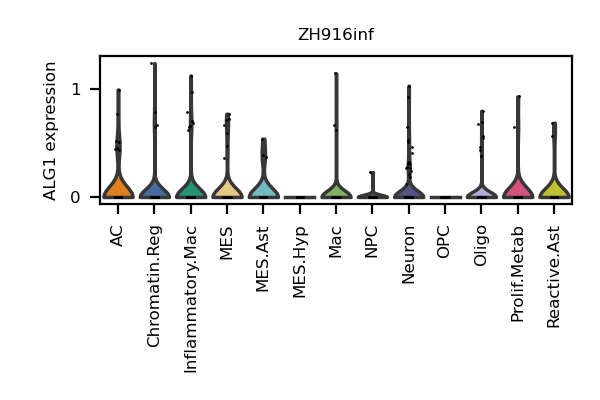 ZH916inf
ALG1 expression
1
0
AC
Chromatin.Reg
Inflammatory.Mac
MES
MES.Ast
MES.Hyp
Mac
NPC
Neuron
OPC
Oligo
Prolif.Metab
Reactive.Ast